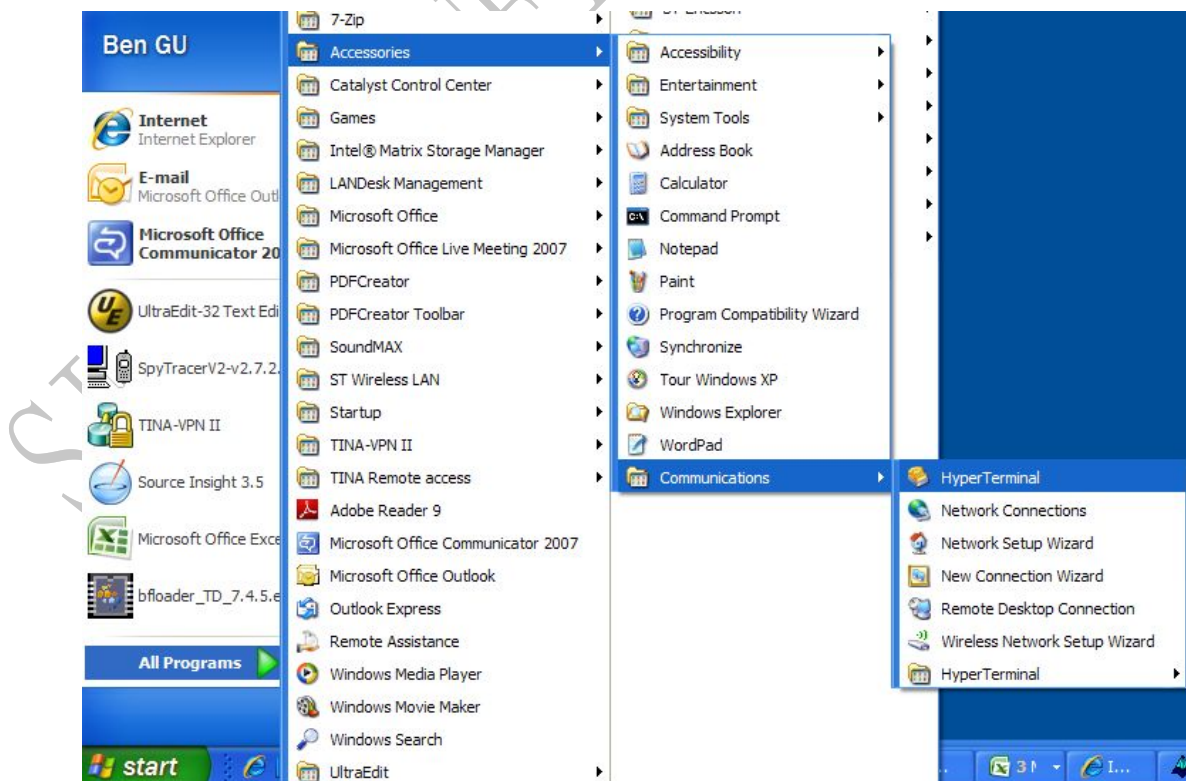 Ben GU
Internet
Internet Explorer
E-mail
Microsoft Office Outl
Microsoft Office
Communicator 20
UltraEdit-32 Text Edi
SpyTracerV2-v2.7.2.
TINA-VPN II
Source Insight 3.5
Microsoft Office Exce
bfloader_TD_7.4.5.e
All Programs
start
7-Zip
Accessories
Catalyst Control Center
Games
Intel® Matrix Storage Manager
LANDesk Management
Microsoft Office
Microsoft Office Live Meeting 2007
PDFCreator
PDFCreator Toolbar
SoundMAX
ST Wireless LAN
Startup
TINA-VPN II
TINA Remote access
Adobe Reader 9
Microsoft Office Communicator 2007
Microsoft Office Outlook
Outlook Express
Remote Assistance
Windows Media Player
Windows Movie Maker
Windows Search
UltraEdit
Accessibility
Entertainment
System Tools
Address Book
Calculator
Command Prompt
Notepad
Paint
Program Compatibility Wizard
Synchronize
Tour Windows XP
Windows Explorer
WordPad
Communications
HyperTerminal
Network Connections
Network Setup Wizard
New Connection Wizard
Remote Desktop Connection
Wireless Network Setup Wizard
HyperTerminal
I...